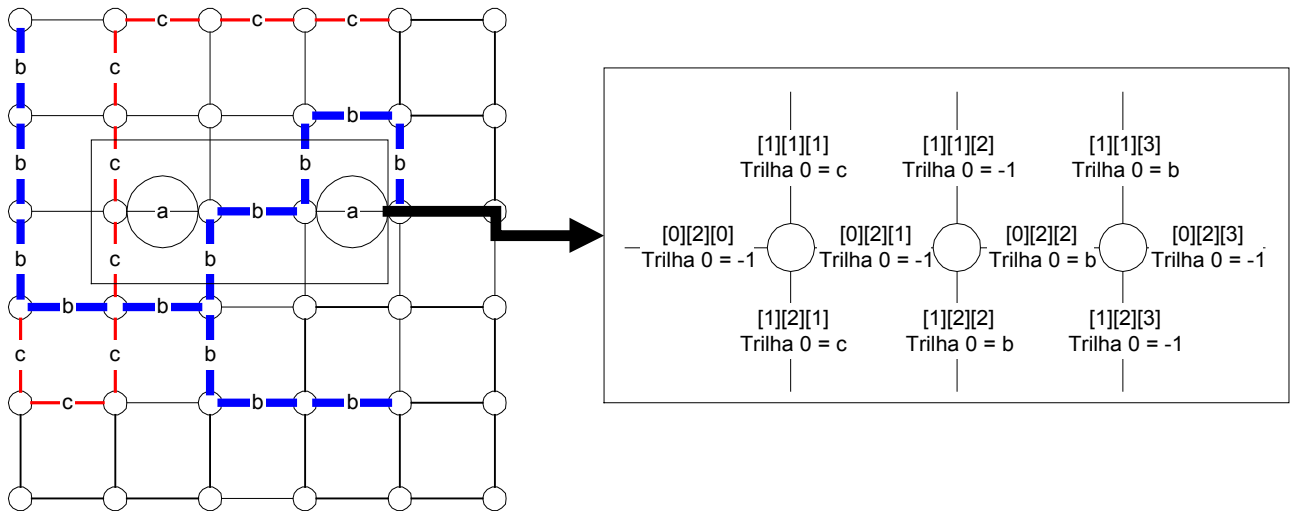 c c c
b c
b
b c b b
a b a
c b
b b
c c b
c b b
[1][1][1] [1][1][2] [1][1][3]
Trilha 0 = c Trilha 0 = -1 Trilha 0 = b
[0][2][0] [0][2][1] [0][2][2] [0][2][3]
Trilha 0 = -1 Trilha 0 = -1 Trilha 0 = b Trilha 0 = -1
[1][2][1] [1][2][2] [1][2][3]
Trilha 0 = c Trilha 0 = b Trilha 0 = -1